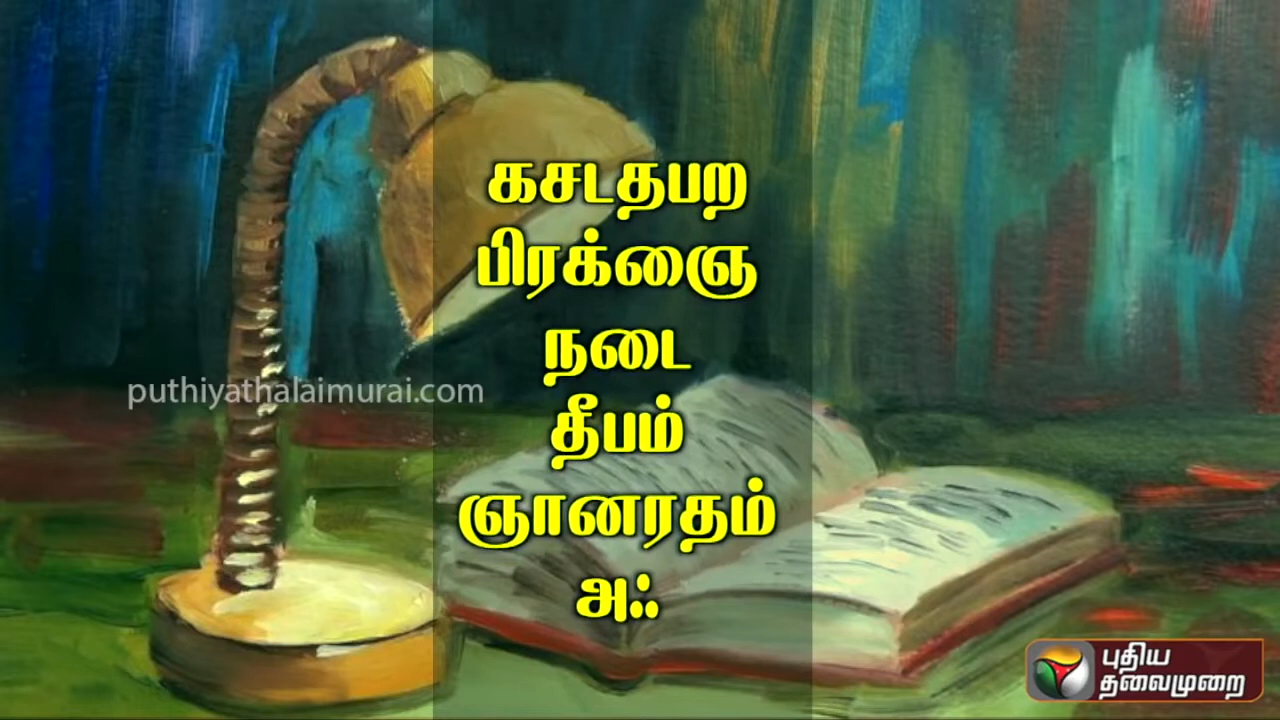 கசடதபற
பிரக்ஞை
நடை
தீபம்
ஞானரதம்
அஃ
puthiyathalaimurai.com
புதிய
தலைமுறை